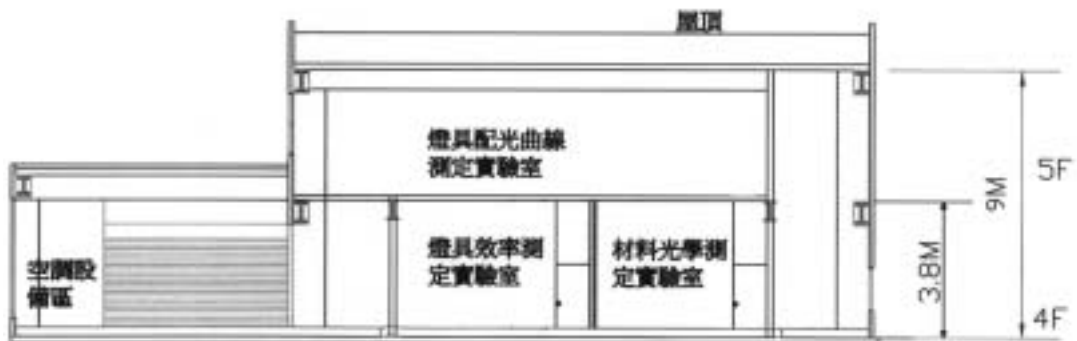 屋頂
燈具配光曲線
測定實驗室
5F
9M
空調設
備區
燈具效率測
定實驗室
材料光學測
定實驗室
3.8M
4F